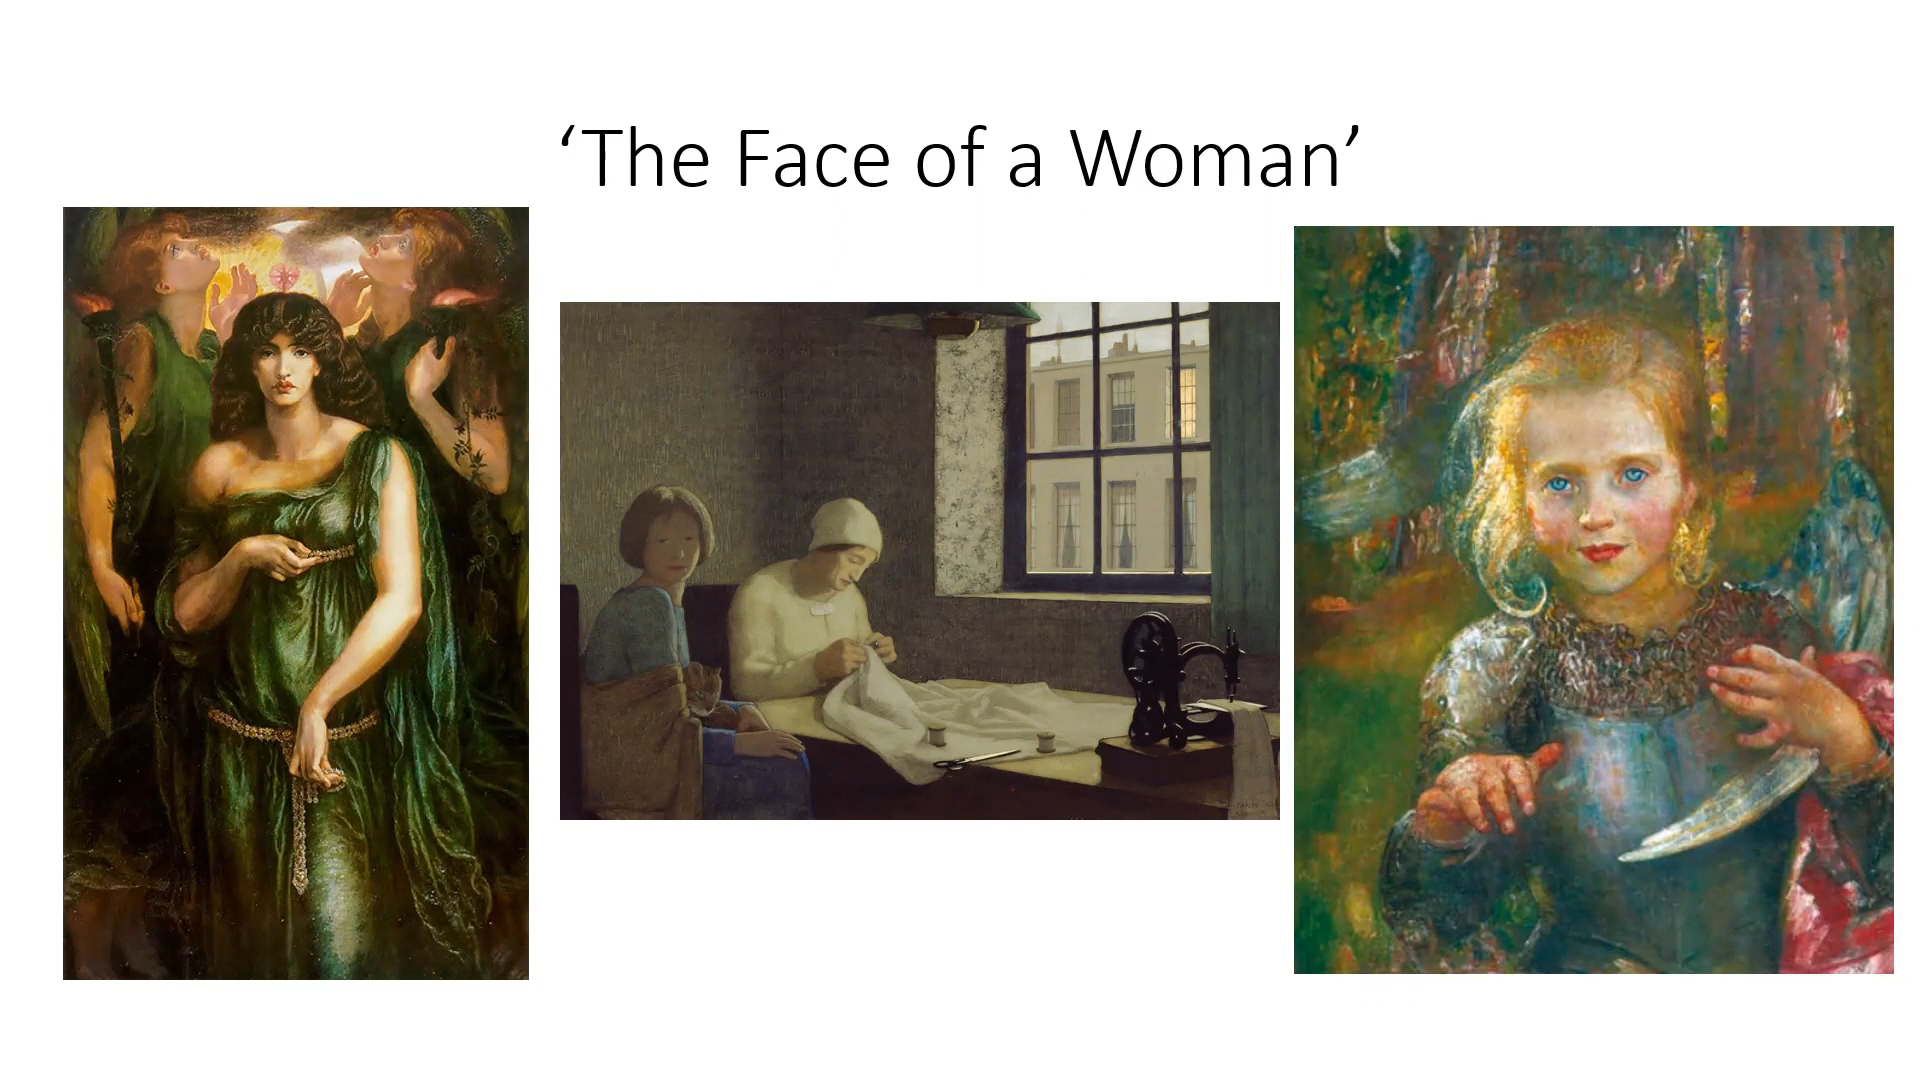 ‘The Face of a Woman’